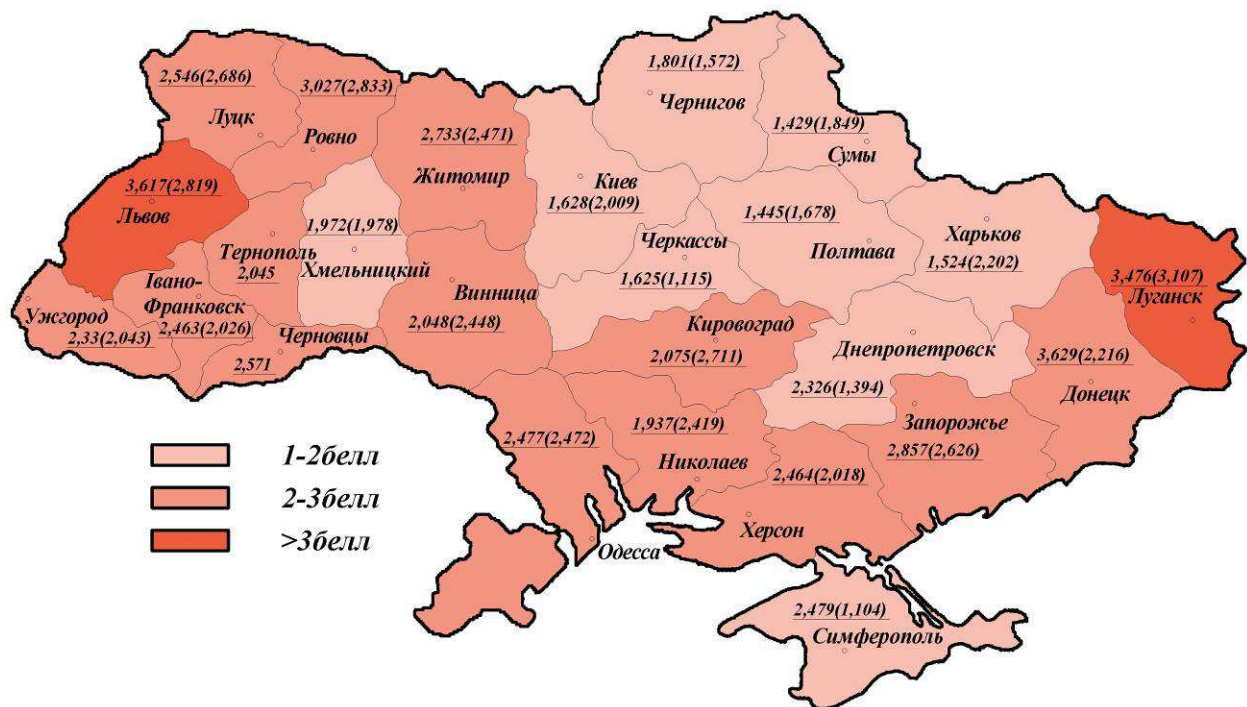 1,801(1,572)
Чернигов
2,546(2,686)
Луцк
3,027(2,833)
Ровно
2,733(2,471)
Житомир
1,429(1,849)
Сумы
Киев
1,628(2,009)
3,617(2,819)
Львов
1,972(1,978)
Хмельницкий
Тернополь
2,045
Черкассы
1,625(1,115)
1,445(1,678)
Полтава
Харьков
1,524(2,202)
3,476(3,107)
Луганск
Івано-
Франковск
2,463(2,026)
Ужгород
2,33(2,043)
Черновцы
2,571
Винница
2,048(2,448)
Кировоград
2,075(2,711)
Днепропетровск
2,326(1,394)
3,629(2,216)
Донецк
Запорожье
2,857(2,626)
2,477(2,472)
Одесса
1,937(2,419)
Николаев
2,464(2,018)
Херсон
2,479(1,104)
Симферополь
1-2белл
2-3белл
>3белл